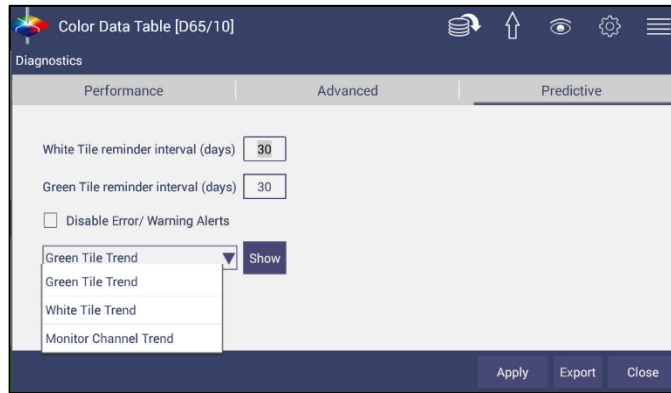 Color Data Table [D65/10]
Diagnostics
Performance Advanced Predictive
White Tile reminder interval (days) 30
Green Tile reminder interval (days) 30
Disable Error/ Warning Alerts
Green Tile Trend Show
Green Tile Trend
White Tile Trend
Monitor Channel Trend
Apply Export Close